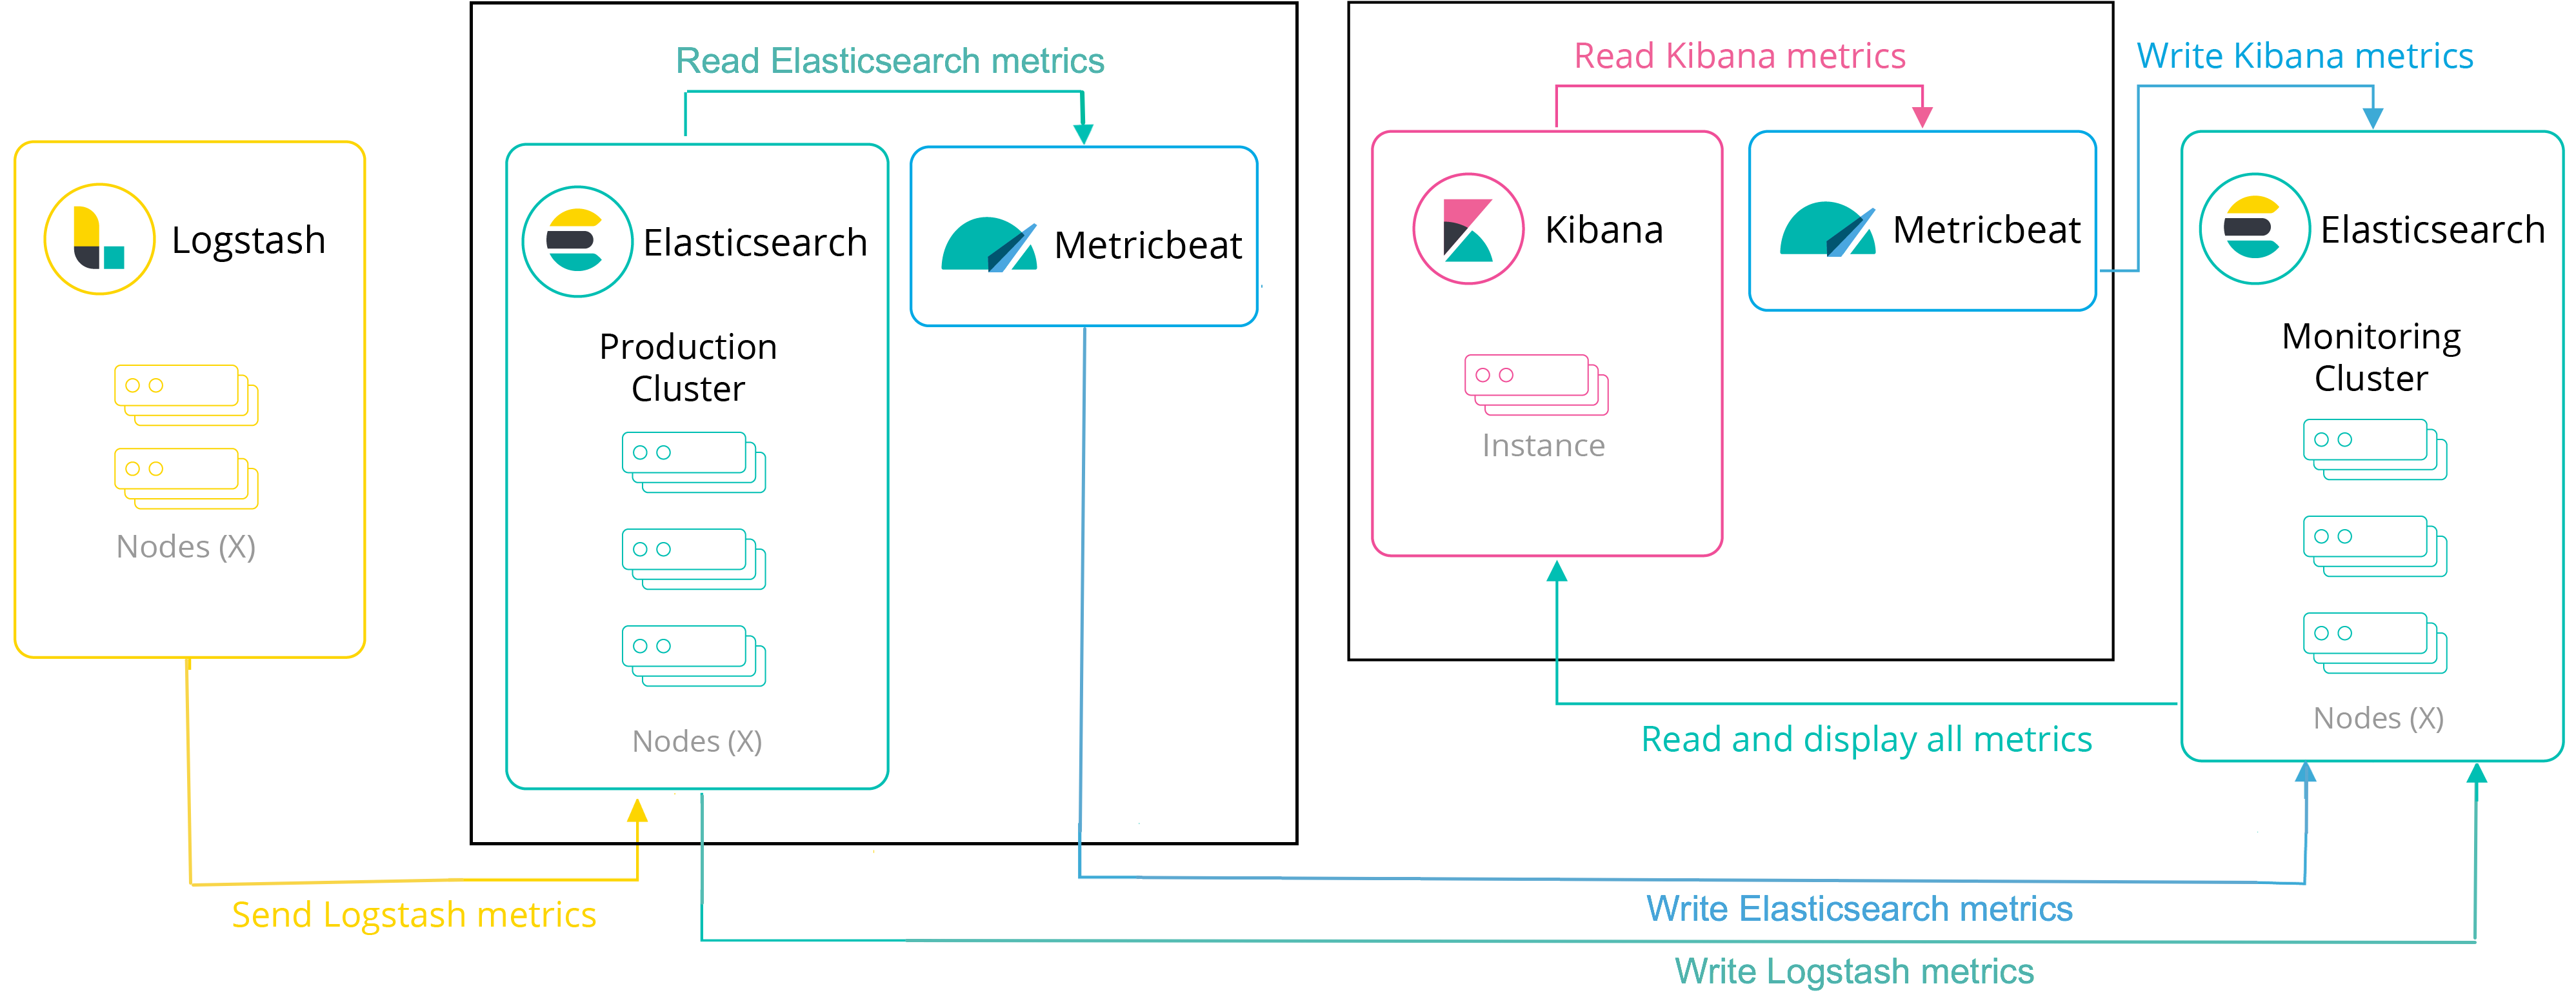 Read Elasticsearch metrics
Read Kibana metrics
Write Kibana metrics
Logstash
Nodes (X)
Elasticsearch
Production
Cluster
Nodes (X)
Metricbeat
Kibana
Instance
Metricbeat
Elasticsearch
Monitoring
Cluster
Nodes (X)
Read and display all metrics
Send Logstash metrics
Write Elasticsearch metrics
Write Logstash metrics